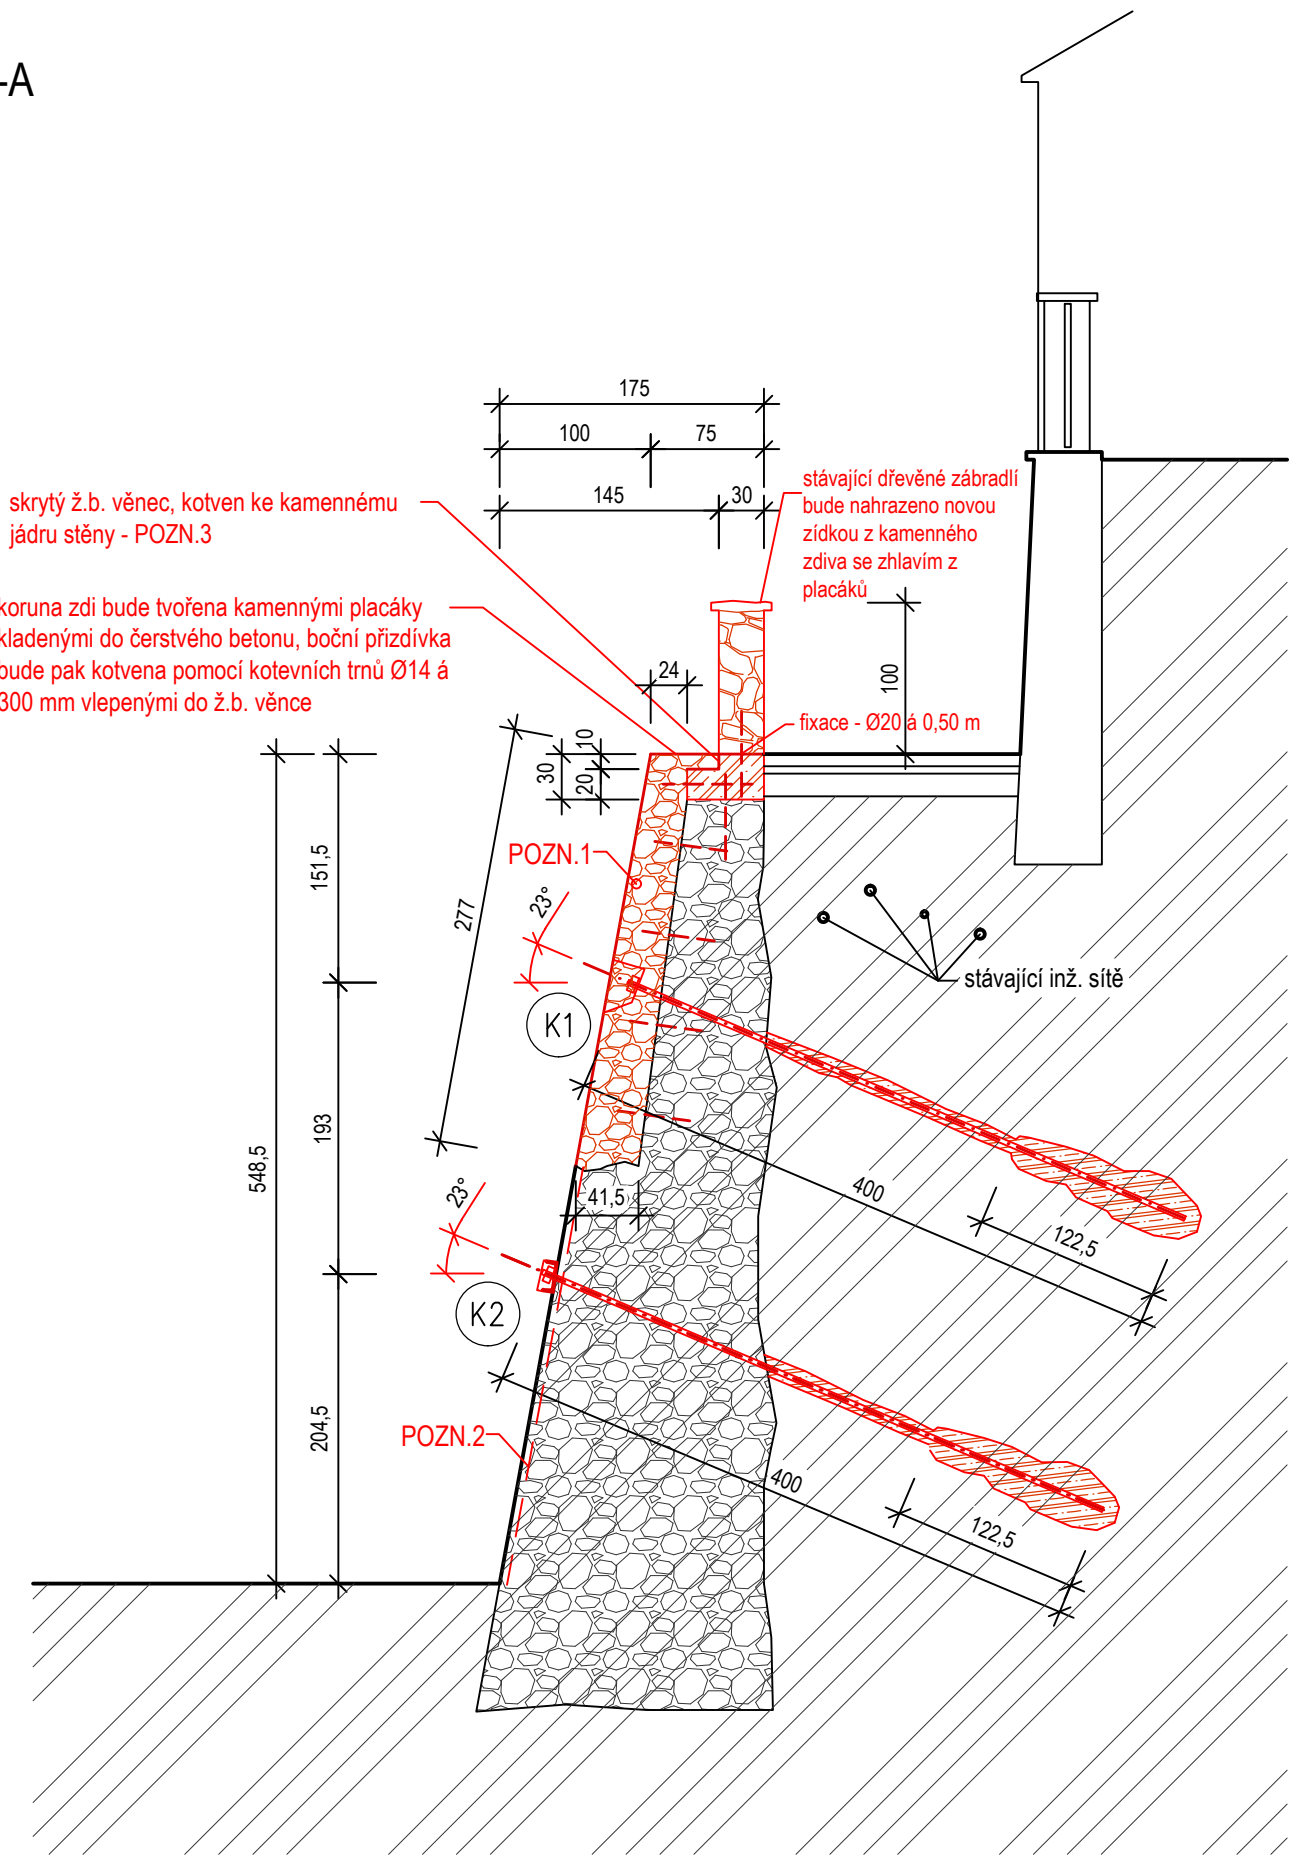 -A
175
100
75
145
30
skrytý ž.b. věnec, kotven ke kamennému
jádru stěny - POZN.3
stávající dřevěné zábradlí
bude nahrazeno novou
zídkou z kamenného
zdiva se zhlavím z
placáků
koruna zdi bude tvořena kamennými placáky
kladenými do čerstvého betonu, boční přizdívka
bude pak kotvena pomocí kotevních trnů Ø14 á
300 mm vlepenými do ž.b. věnce
24
100
fixace - Ø20 á 0,50 m
10
30
20
151,5
POZN.1
277
23°
stávající inž. sítě
K1
193
548,5
23°
41,5
400
122,5
K2
204,5
POZN.2
400
122,5